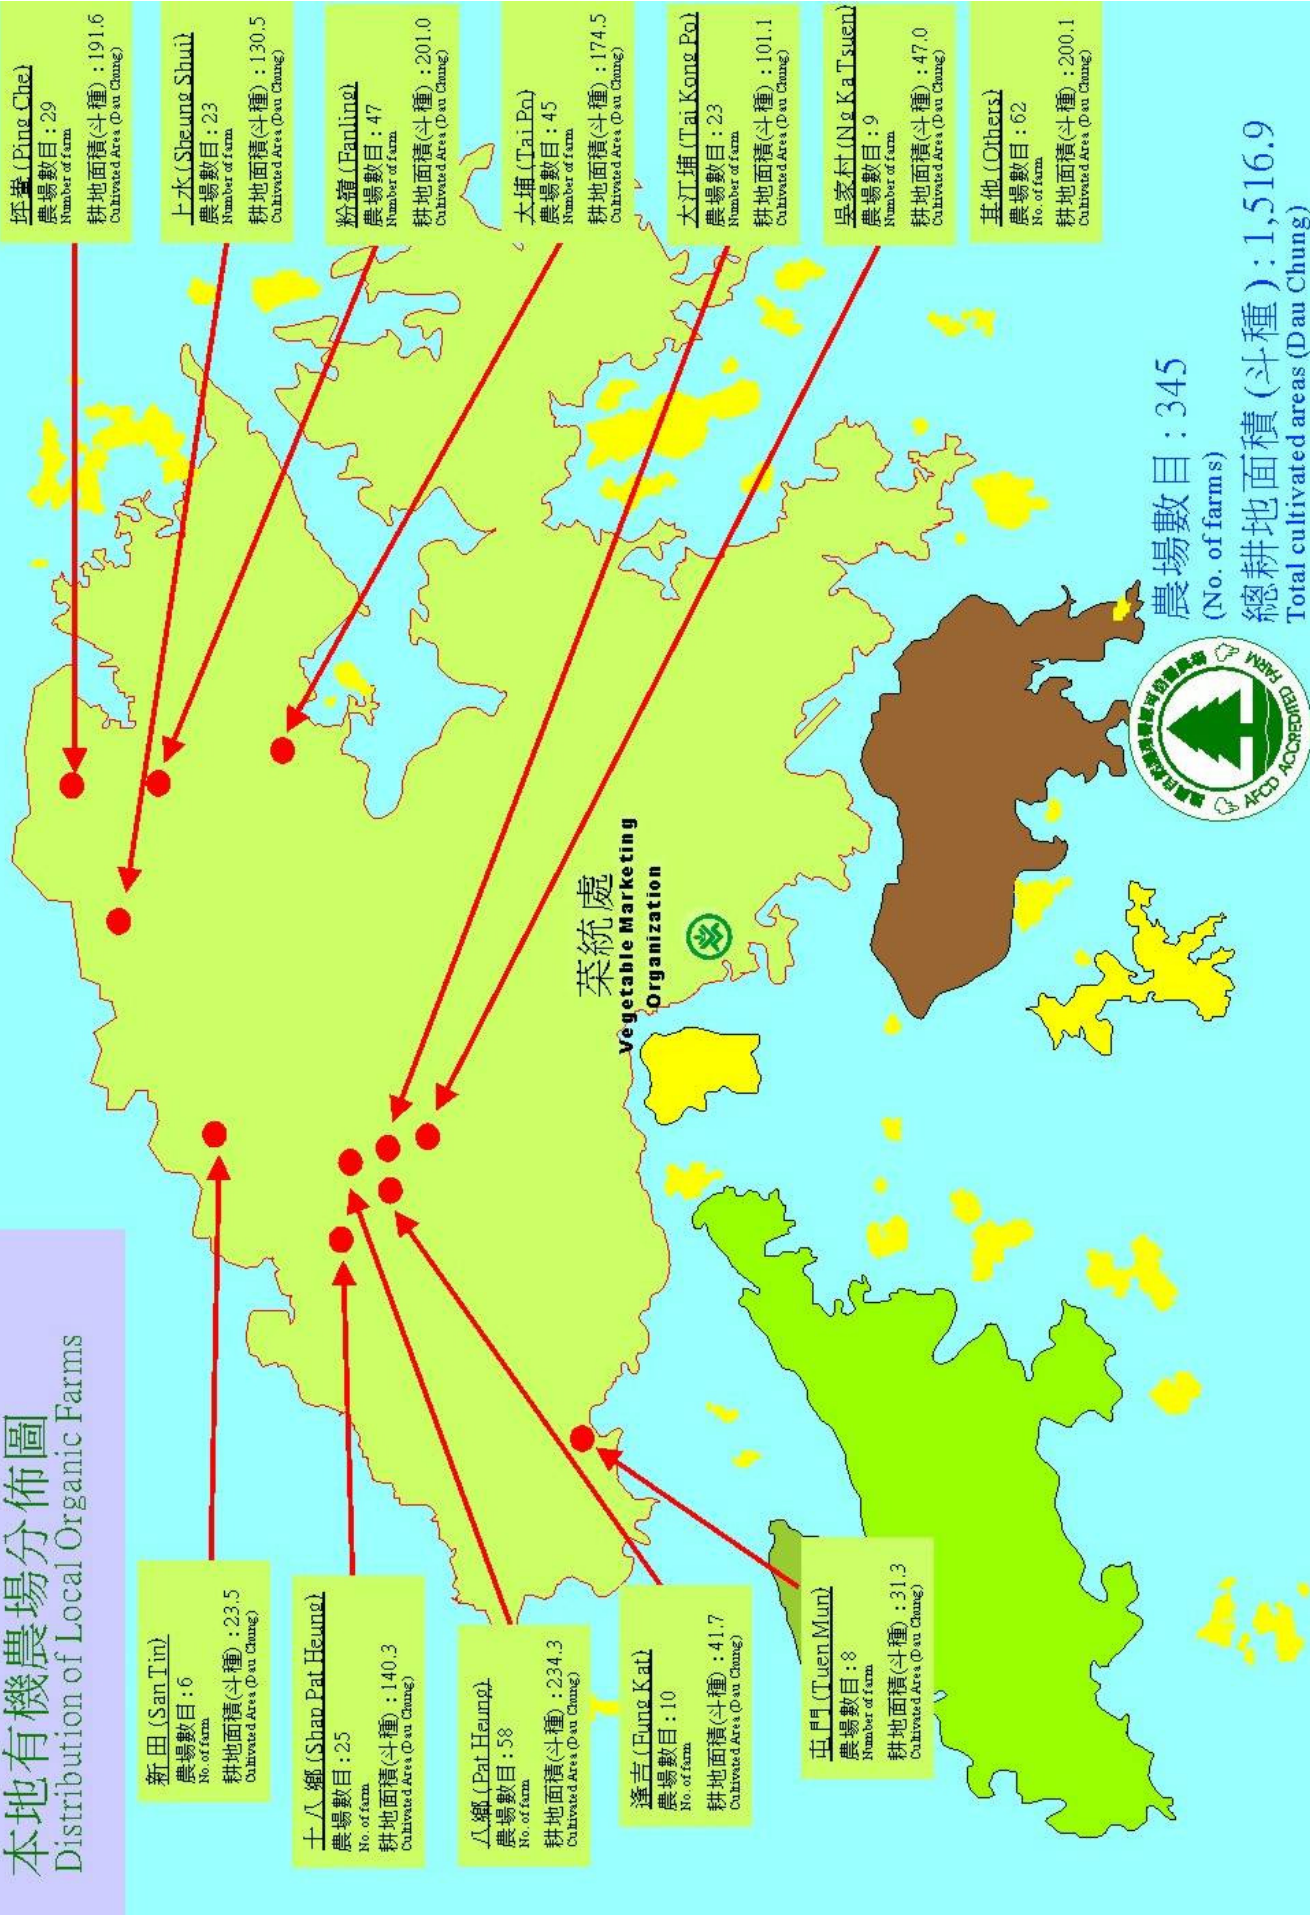 本地有機農場分佈圖
Distribution of Local Organic Farms
新田 (San Tin)
農場數目 : 6
No. of farm
耕地面積(斗種) : 23.5
Cultivated Area (Dau Chung)
十八鄉 (Shap Pat Heung)
農場數目 : 25
No. of farm
耕地面積(斗種) : 140.3
Cultivated Area (Dau Chung)
八鄉 (Pat Heung)
農場數目 : 58
No. of farm
耕地面積(斗種) : 234.3
Cultivated Area (Dau Chung)
逢吉 (Fung Kat)
農場數目 : 10
No. of farm
耕地面積(斗種) : 41.7
Cultivated Area (Dau Chung)
屯門 (Tuen Mun)
農場數目 : 8
Number of farm
耕地面積(斗種) : 31.3
Cultivated Area (Dau Chung)
菜統處
Vegetable Marketing
Organization
坪輋 (Ping Che)
農場數目 : 29
Number of farm
耕地面積(斗種) : 191.6
Cultivated Area (Dau Chung)
上水 (Sheung Shui)
農場數目 : 23
Number of farm
耕地面積(斗種) : 130.5
Cultivated Area (Dau Chung)
粉嶺 (Fanling)
農場數目 : 47
Number of farm
耕地面積(斗種) : 201.0
Cultivated Area (Dau Chung)
大埔 (Tai Po)
農場數目 : 45
Number of farm
耕地面積(斗種) : 174.5
Cultivated Area (Dau Chung)
大江埔 (Tai Kong Po)
農場數目 : 23
Number of farm
耕地面積(斗種) : 101.1
Cultivated Area (Dau Chung)
吳家村 (Ng Ka Tsuen)
農場數目 : 9
Number of farm
耕地面積(斗種) : 47.0
Cultivated Area (Dau Chung)
其他 (Others)
農場數目 : 62
No. of farm
耕地面積(斗種) : 200.1
Cultivated Area (Dau Chung)
AFCD ACCREDITED FARM
農場數目 : 345
(No. of farms)
總耕地面積 (斗種) : 1,516.9
Total cultivated areas (Dau Chung)